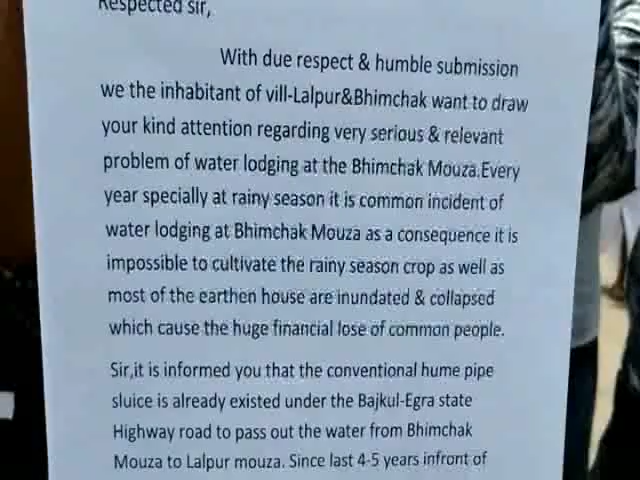 Respected sir,
With due respect & humble submission
we the inhabitant of vill-Lalpur&Bhimchak want to draw
your kind attention regarding very serious & relevant
problem of water lodging at the Bhimchak Mouza.Every
year specially at rainy season it is common incident of
water lodging at Bhimchak Mouza as a consequence it is
impossible to cultivate the rainy season crop as well as
most of the earthen house are inundated & collapsed
which cause the huge financial lose of common people.
Sir,it is informed you that the conventional hume pipe
sluice is already existed under the Bajkul-Egra state
Highway road to pass out the water from Bhimchak
Mouza to Lalpur mouza. Since last 4-5 years infront of